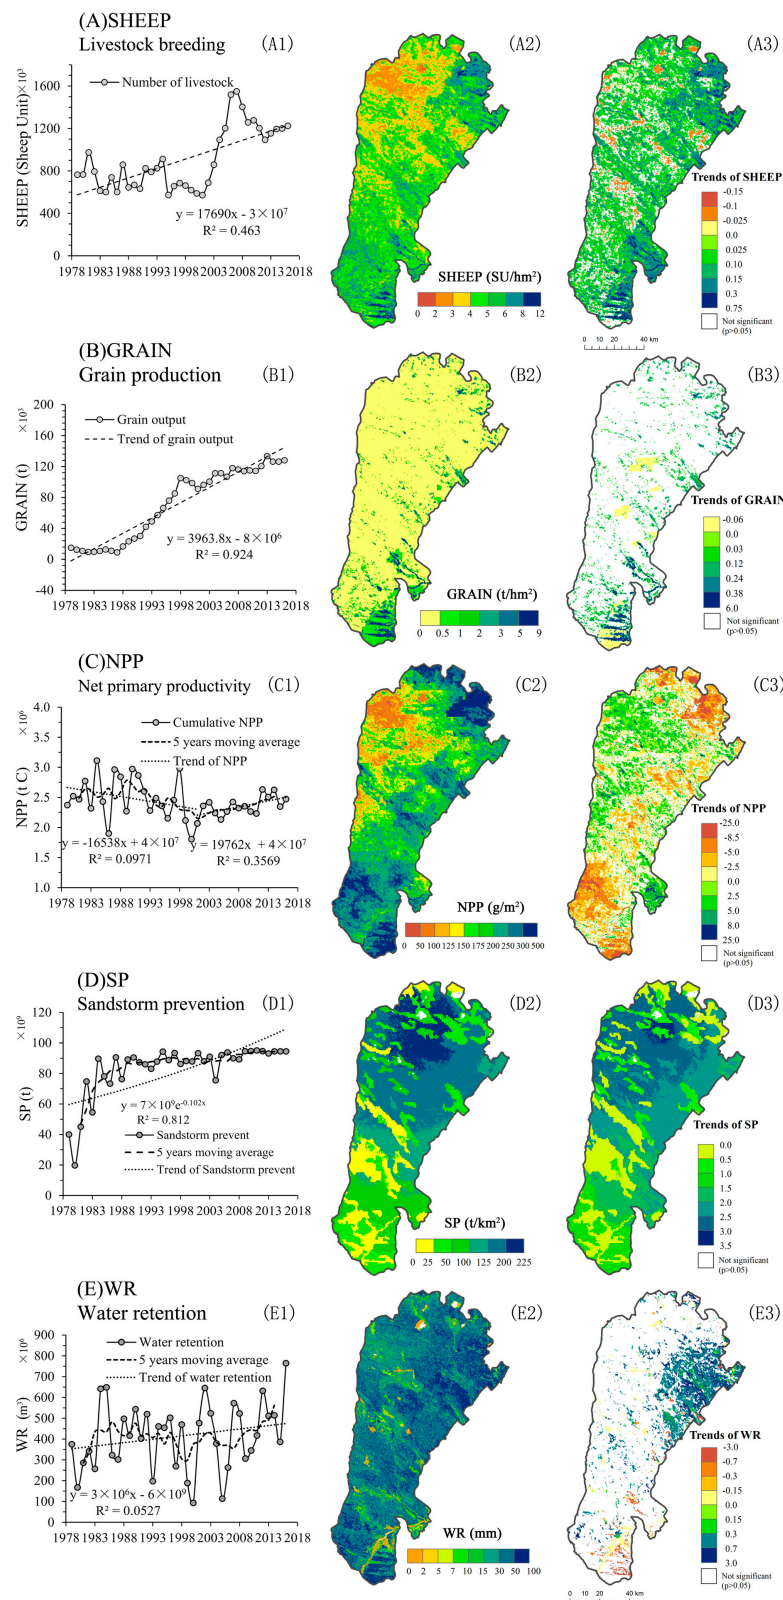 (A)SHEEP
Livestock breeding
(A1)
(A2)
(A3)
SHEEP (Sheep Unit)×10³
1600
1200
800
400
0
Number of livestock
y = 17690x - 3×10⁷
R² = 0.463
1978 1983 1988 1993 1998 2003 2008 2013 2018
SHEEP (SU/hm²)
0 2 3 4 5 6 8 12
Trends of SHEEP
-0.15
-0.1
-0.025
0.0
0.025
0.10
0.15
0.3
0.75
Not significant
(p>0.05)
0 10 20 40 km
(B)GRAIN
Grain production
(B1)
(B2)
(B3)
×10³
GRAIN (t)
200
160
120
80
40
0
-40
Grain output
Trend of grain output
y = 3963.8x - 8×10⁶
R² = 0.924
1978 1983 1988 1993 1998 2003 2008 2013 2018
GRAIN (t/hm²)
0 0.5 1 2 3 5 9
Trends of GRAIN
-0.06
0.0
0.03
0.12
0.24
0.38
6.0
Not significant
(p>0.05)
(C)NPP
Net primary productivity
(C1)
(C2)
(C3)
×10⁶
NPP (t C)
4.0
3.5
3.0
2.5
2.0
1.5
1.0
Cumulative NPP
5 years moving average
Trend of NPP
y = -16538x + 4×10⁷
R² = 0.0971
y = 19762x + 4×10⁷
R² = 0.3569
1978 1983 1988 1993 1998 2003 2008 2013 2018
NPP (g/m²)
0 50 100 125 150 175 200 250 300 500
Trends of NPP
-25.0
-8.5
-5.0
-2.5
0.0
2.5
5.0
8.0
25.0
Not significant
(p>0.05)
(D)SP
Sandstorm prevention
(D1)
(D2)
(D3)
×10⁹
SP (t)
120
100
80
60
40
20
0
y = 7×10⁹e⁻⁰·¹⁰²ˣ
R² = 0.812
Sandstorm prevent
5 years moving average
Trend of Sandstorm prevent
1978 1983 1988 1993 1998 2003 2008 2013 2018
SP (t/km²)
0 25 50 100 125 200 225
Trends of SP
0.0
0.5
1.0
1.5
2.0
2.5
3.0
3.5
Not significant
(p>0.05)
(E)WR
Water retention
(E1)
(E2)
(E3)
×10⁶
WR (m³)
900
800
700
600
500
400
300
200
100
0
Water retention
5 years moving average
Trend of water retention
y = 3×10⁶x - 6×10⁹
R² = 0.0527
1978 1983 1988 1993 1998 2003 2008 2013 2018
WR (mm)
0 2 5 7 10 15 30 50 100
Trends of WR
-3.0
-0.7
-0.3
-0.15
0.0
0.15
0.3
0.7
3.0
Not significant
(p>0.05)
0 10 20 40 km